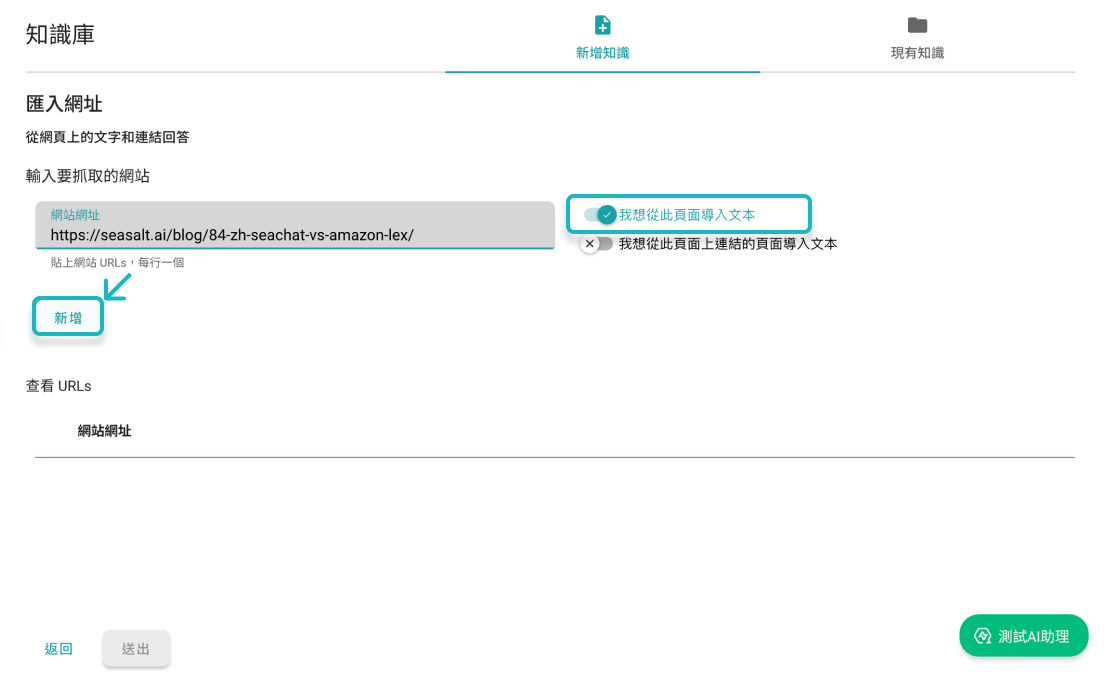 知識庫
新增知識
現有知識
匯入網址
從網頁上的文字和連結回答
輸入要抓取的網站
網站網址
https://seasalt.ai/blog/84-zh-seachat-vs-amazon-lex/
我想從此頁面導入文本
我想從此頁面上連結的頁面導入文本
貼上網站 URLs，每行一個
新增
查看 URLs
網站網址
返回
送出
測試AI助理